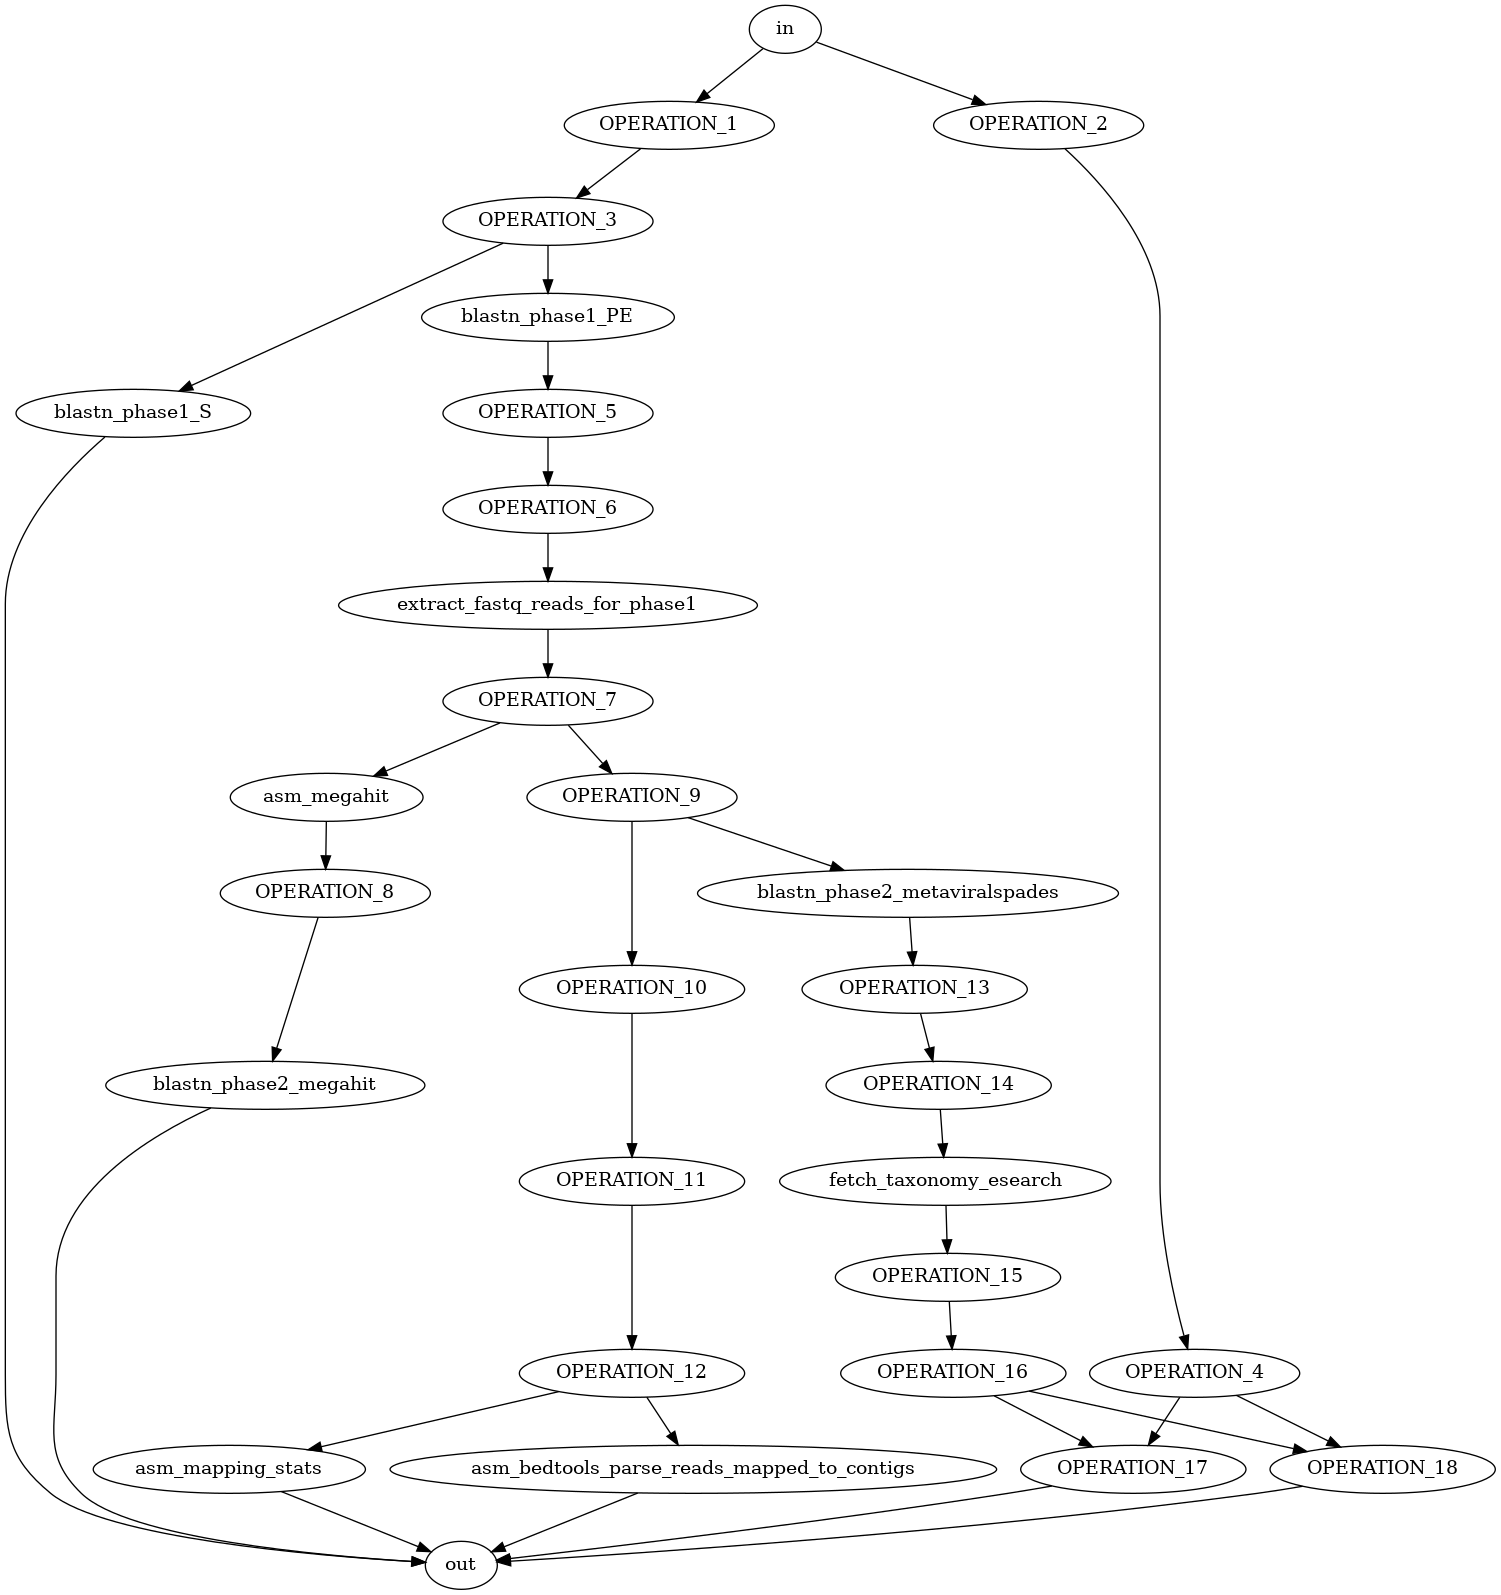 in
OPERATION_1
OPERATION_2
OPERATION_3
blastn_phase1_PE
blastn_phase1_S
OPERATION_5
OPERATION_6
extract_fastq_reads_for_phase1
OPERATION_7
asm_megahit
OPERATION_9
OPERATION_8
blastn_phase2_metaviralspades
OPERATION_10
OPERATION_13
blastn_phase2_megahit
OPERATION_14
OPERATION_11
fetch_taxonomy_esearch
OPERATION_15
OPERATION_12
OPERATION_16
OPERATION_4
asm_mapping_stats
asm_bedtools_parse_reads_mapped_to_contigs
OPERATION_17
OPERATION_18
out